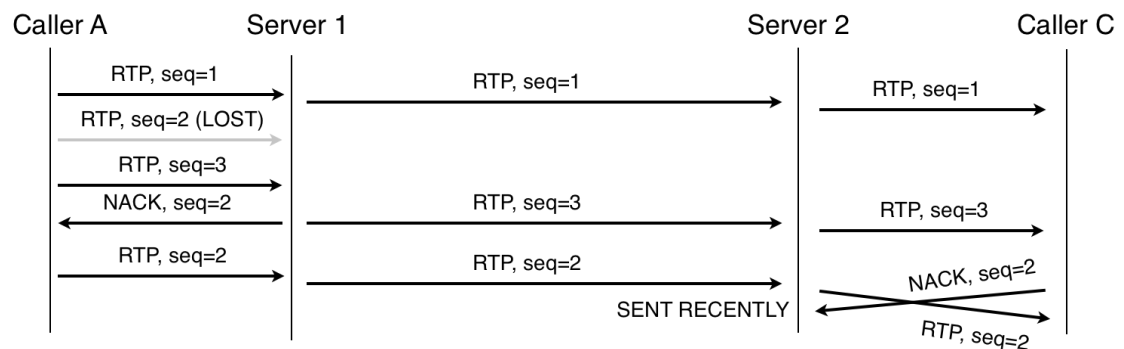 Caller A
Server 1
Server 2
Caller C
RTP, seq=1
RTP, seq=1
RTP, seq=1
RTP, seq=2 (LOST)
RTP, seq=3
NACK, seq=2
RTP, seq=3
RTP, seq=3
RTP, seq=2
RTP, seq=2
NACK, seq=2
SENT RECENTLY
RTP, seq=2